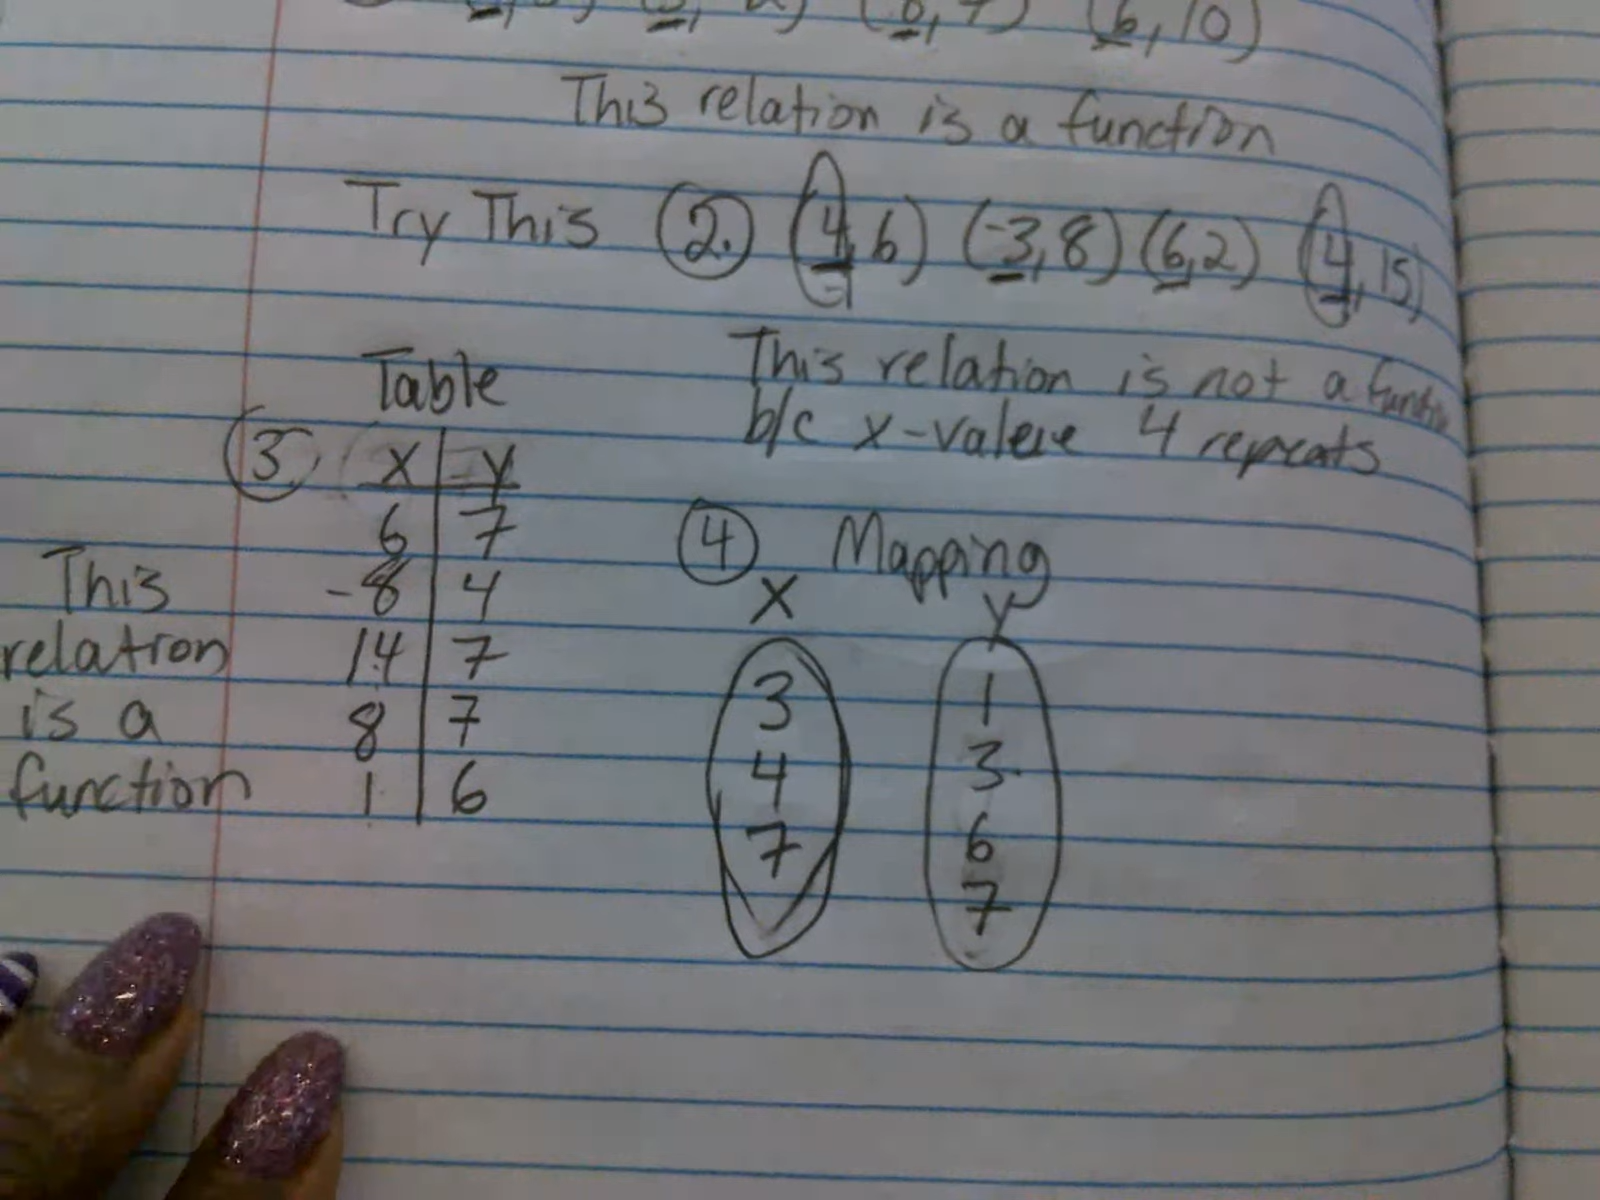 6, 10)
This relation is a function
Try This 2. (4, 6) (-3, 8) (6, 2) (4, 15)
This relation is not a
b/c x-valeue 4 repeats
Table
3. x y
6 7
-8 4
14 7
8 7
1 6
This
relation
is a
function
4 Mapping
X Y
3 1
4 3
7 6
7